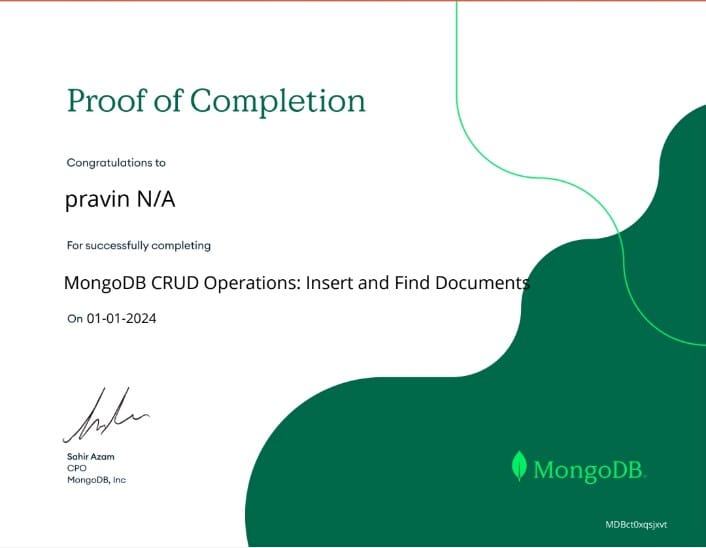 Proof of Completion
Congratulations to
pravin N/A
For successfully completing
MongoDB CRUD Operations: Insert and Find Documents
On 01-01-2024
Sahir Azam
CPO
MongoDB, Inc
MongoDB.
MDBct0xqsjxvt